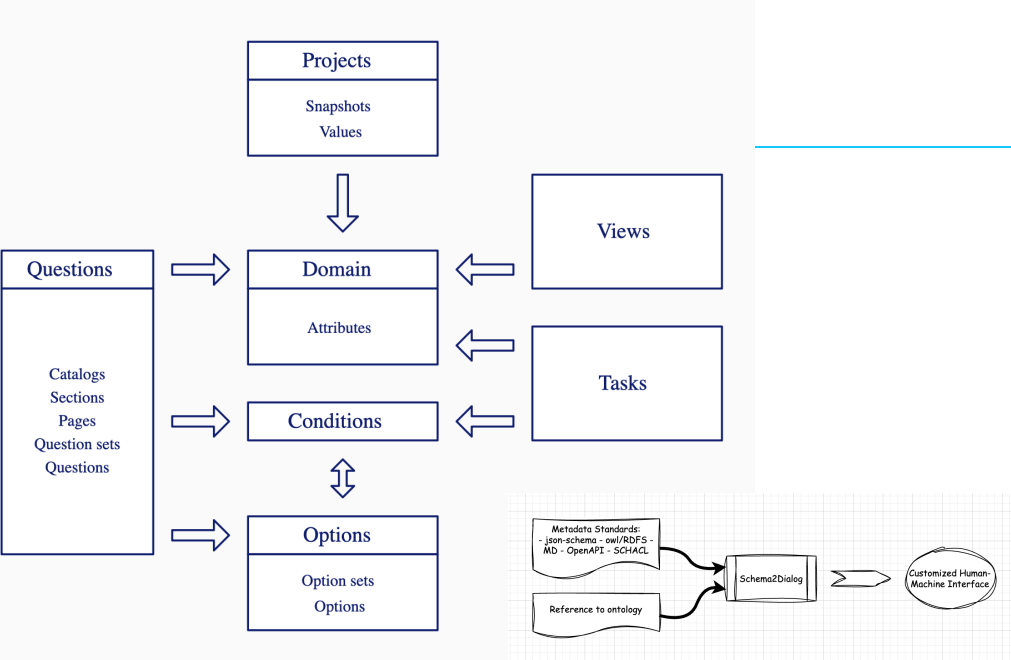 Projects
Snapshots
Values
Views
Questions
Domain
Attributes
Catalogs
Sections
Pages
Question sets
Questions
Tasks
Conditions
Options
Option sets
Options
Metadata Standards:
- json-schema - owl/RDFS -
MD - OpenAPI - SCHACL
Reference to ontology
Schema2Dialog
Customized Human-
Machine Interface